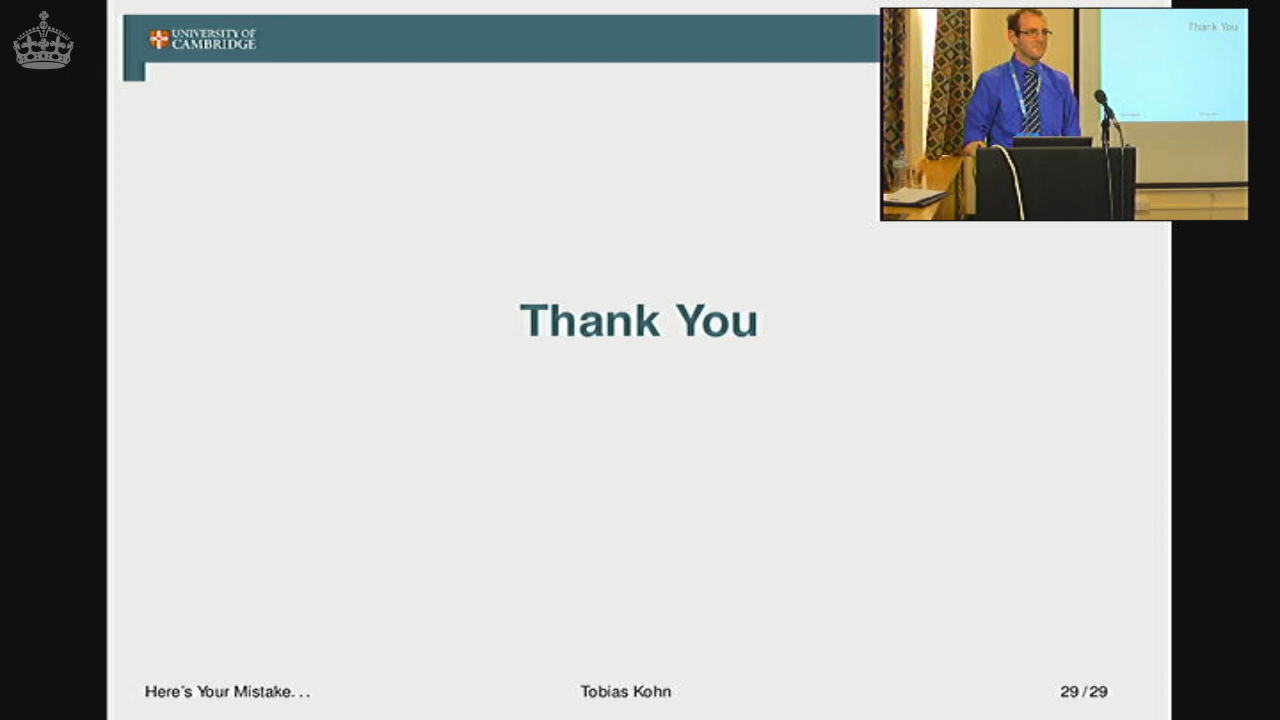 UNIVERSITY OF
CAMBRIDGE
Thank You
Thank You
Here's Your Mistake. . .
Tobias Kohn
29 / 29